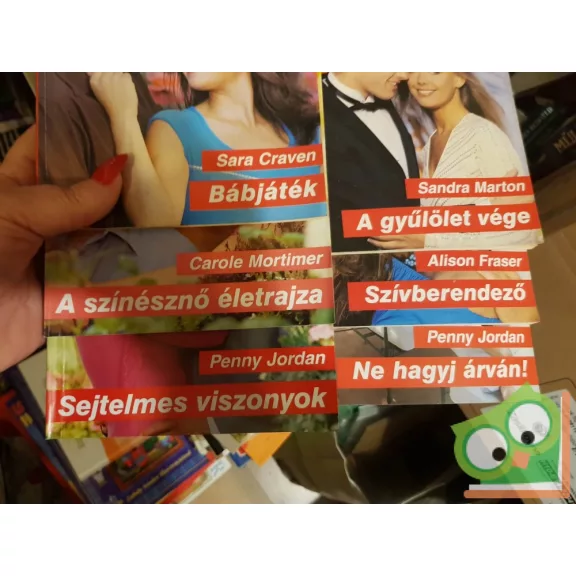 Sara Craven
Bábjáték
Carole Mortimer
A színésznő életrajza
Penny Jordan
Sejtelmes viszonyok
Sandra Marton
A gyűlölet vége
Alison Fraser
Szívberendező
Penny Jordan
Ne hagyj árván!